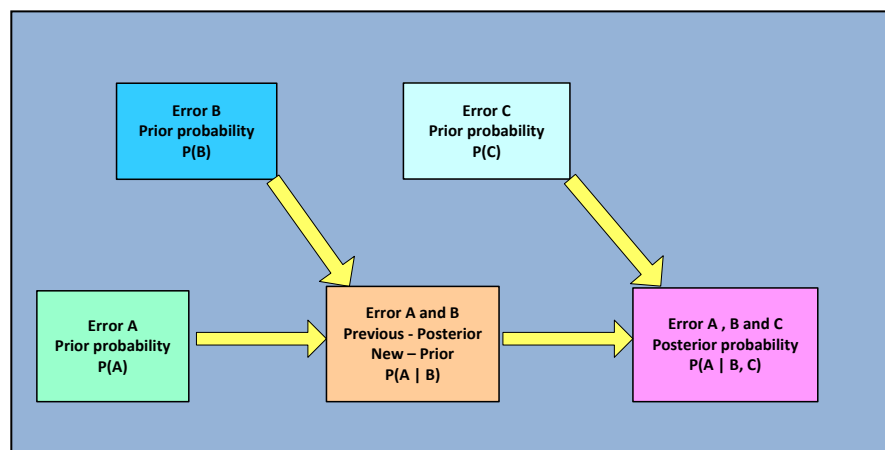 Error B
Prior probability
P(B)
Error C
Prior probability
P(C)
Error A
Prior probability
P(A)
Error A and B
Previous - Posterior
New – Prior
P(A | B)
Error A , B and C
Posterior probability
P(A | B, C)